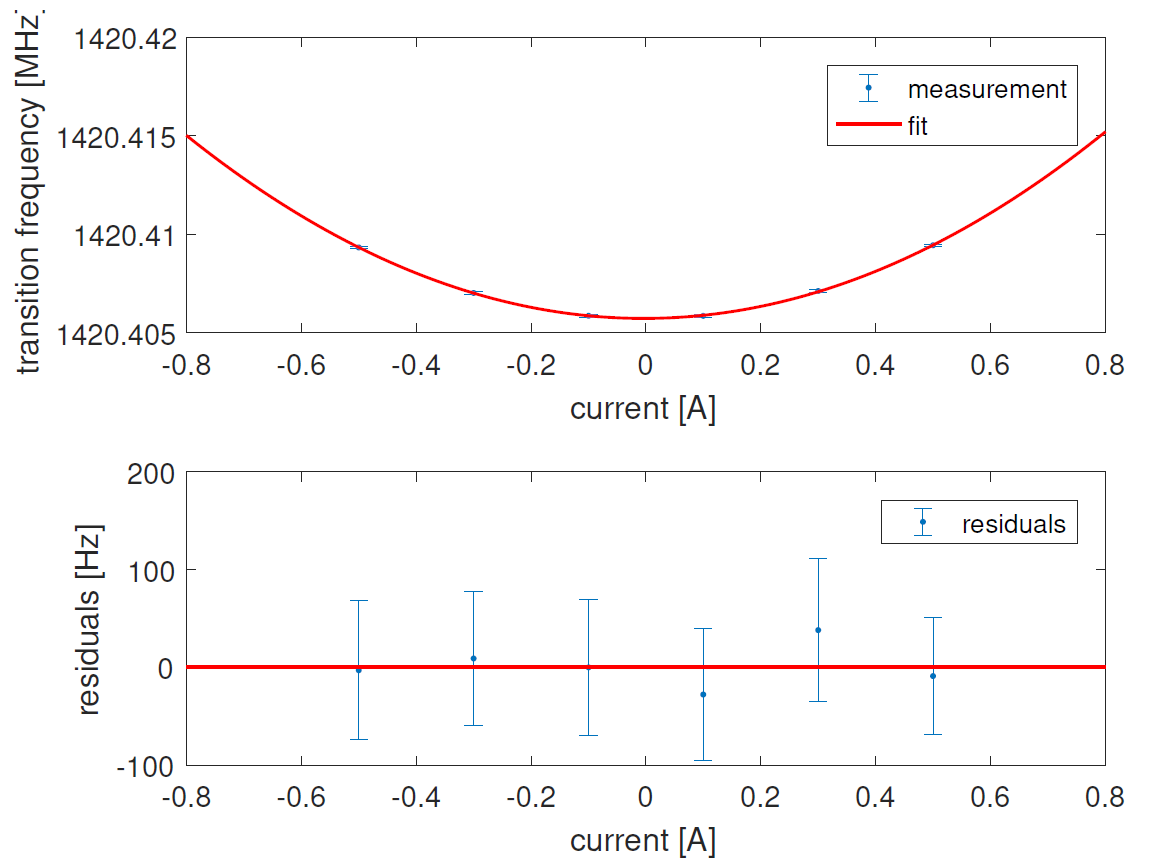 transition frequency [MHz]
1420.42
1420.415
1420.41
1420.405
measurement
fit
-0.8 -0.6 -0.4 -0.2 0 0.2 0.4 0.6 0.8
current [A]
residuals [Hz]
200
100
0
-100
residuals
-0.8 -0.6 -0.4 -0.2 0 0.2 0.4 0.6 0.8
current [A]